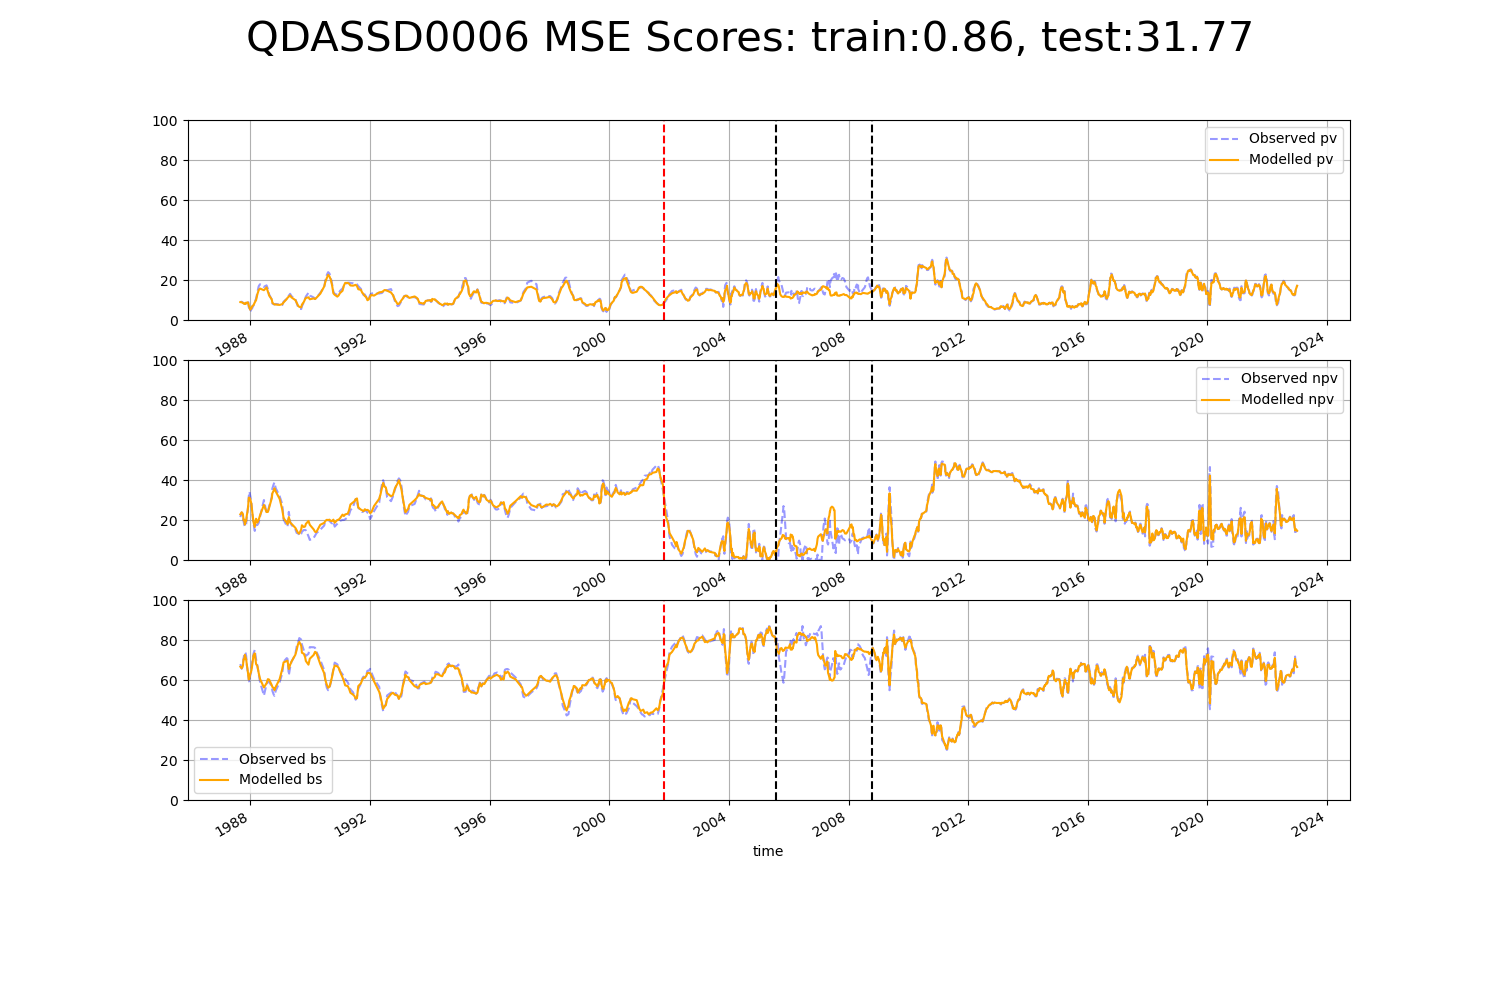 QDASSD0006 MSE Scores: train:0.86, test:31.77
100
80
60
40
20
0
Observed pv
Modelled pv
1988 1992 1996 2000 2004 2008 2012 2016 2020 2024
100
80
60
40
20
0
Observed npv
Modelled npv
1988 1992 1996 2000 2004 2008 2012 2016 2020 2024
100
80
60
40
20
0
Observed bs
Modelled bs
1988 1992 1996 2000 2004 2008 2012 2016 2020 2024
time